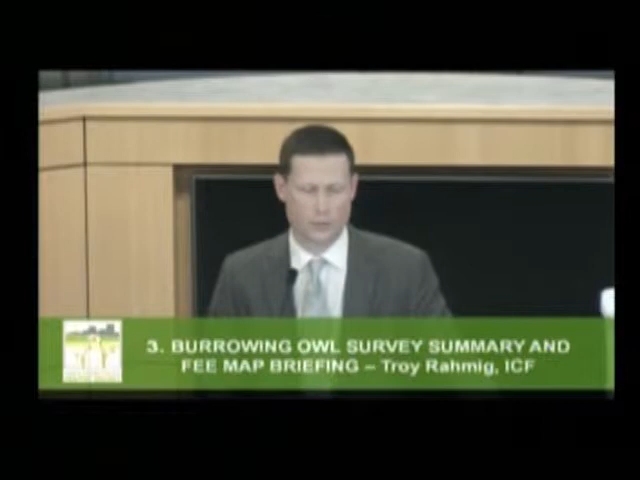 3. BURROWING OWL SURVEY SUMMARY AND
FEE MAP BRIEFING – Troy Rahmig, ICF